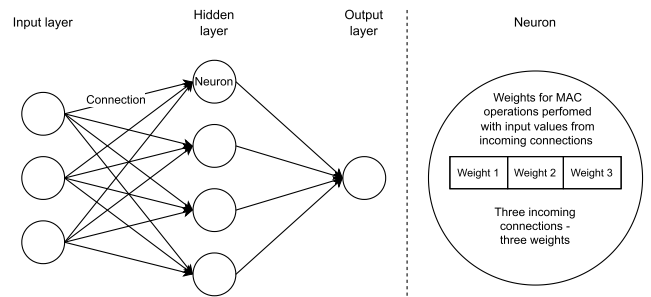 Input layer
Hidden
layer
Output
layer
Neuron
Connection
Neuron
Weights for MAC
operations perfomed
with input values from
incoming connections
Weight 1 Weight 2 Weight 3
Three incoming
connections -
three weights